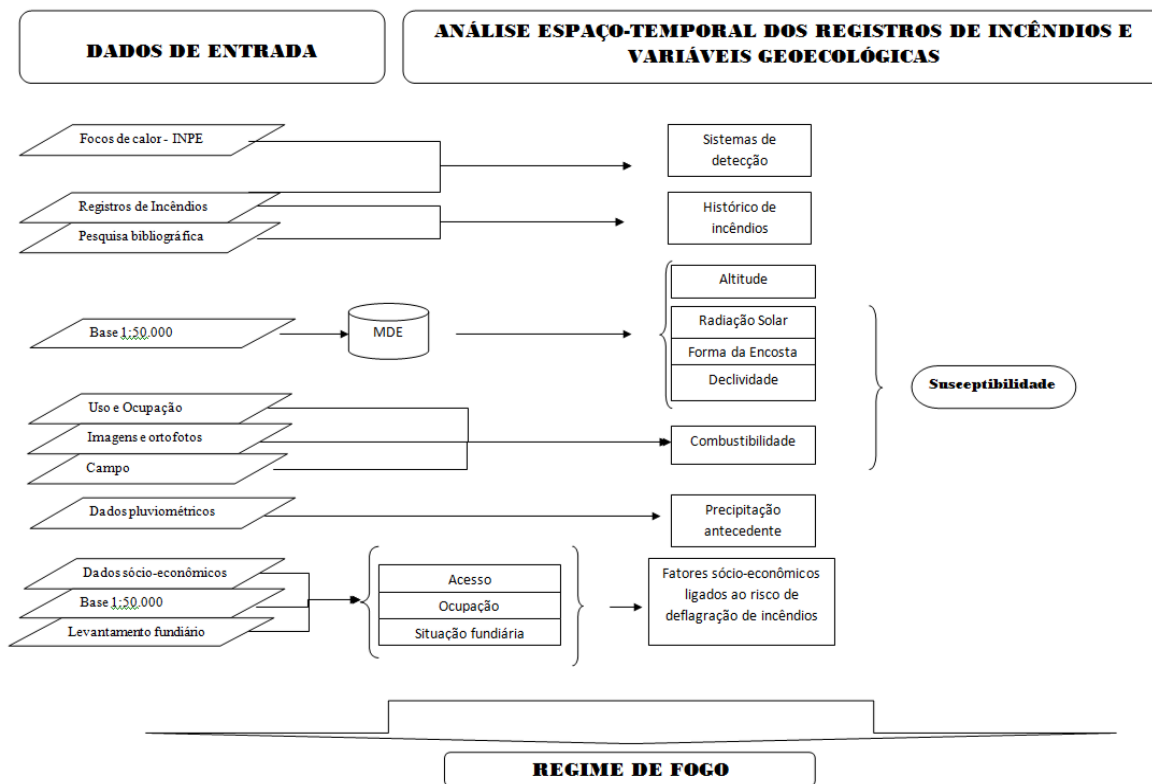 DADOS DE ENTRADA
ANÁLISE ESPAÇO-TEMPORAL DOS REGISTROS DE INCÊNDIOS E
VARIÁVEIS GEOECOLÓGICAS
Focos de calor - INPE
Sistemas de
detecção
Registros de Incêndios
Pesquisa bibliográfica
Histórico de
incêndios
Base 1:50.000
MDE
Altitude
Radiação Solar
Forma da Encosta
Declividade
Susceptibilidade
Uso e Ocupação
Imagens e ortofotos
Campo
Combustibilidade
Dados pluviométricos
Precipitação
antecedente
Dados sócio-econômicos
Base 1:50.000
Levantamento fundiário
Acesso
Ocupação
Situação fundiária
Fatores sócio-econômicos
ligados ao risco de
deflagração de incêndios
REGIME DE FOGO